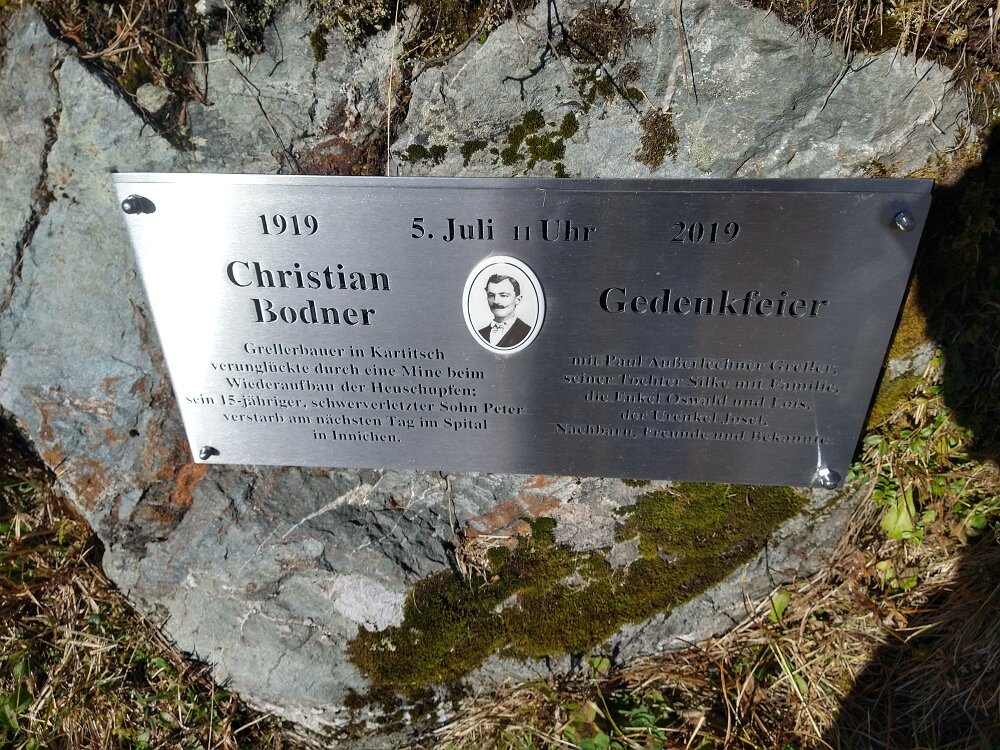 1919 5. Juli 11 Uhr 2019
Christian
Bodner
Grellerbauer in Kartitsch
verunglückte durch eine Mine beim
Wiederaufbau der Heuschupfen;
sein 15-jähriger, schwerverletzter Sohn Peter
verstarb am nächsten Tag im Spital
in Innichen.
Gedenkfeier
mit Paul Außerlechner Greller,
seiner Tochter Silke mit Familie,
die Enkel Oswald und Lois,
der Urenkel Josef,
Nachbarn, Freunde und Bekannte.